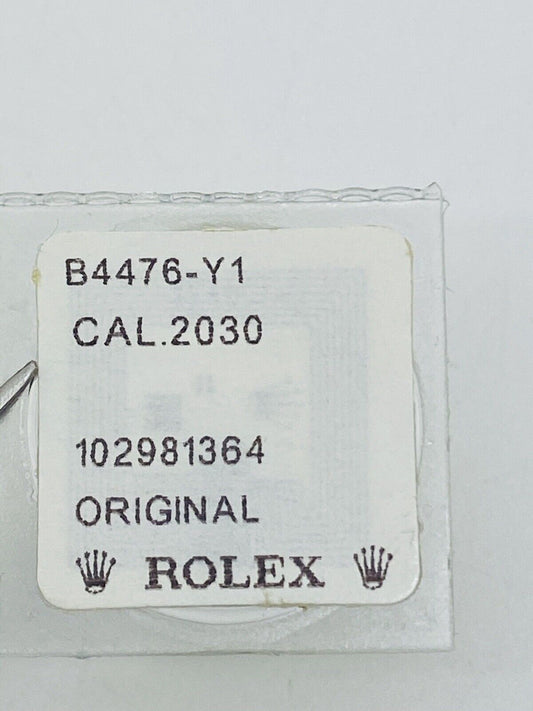 B4476-Y1
CAL.2030
102981364
ORIGINAL
ROLEX